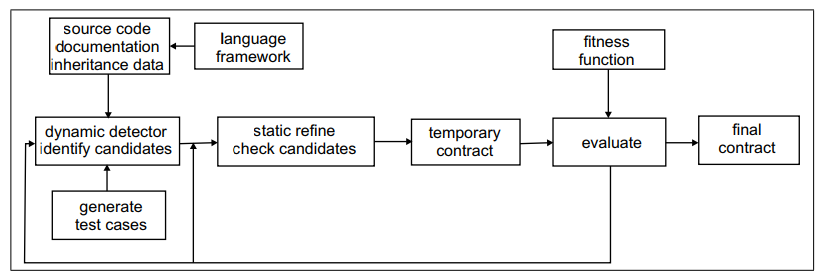 source code
documentation
inheritance data
language
framework
fitness
function
dynamic detector
identify candidates
static refine
check candidates
temporary
contract
evaluate
final
contract
generate
test cases